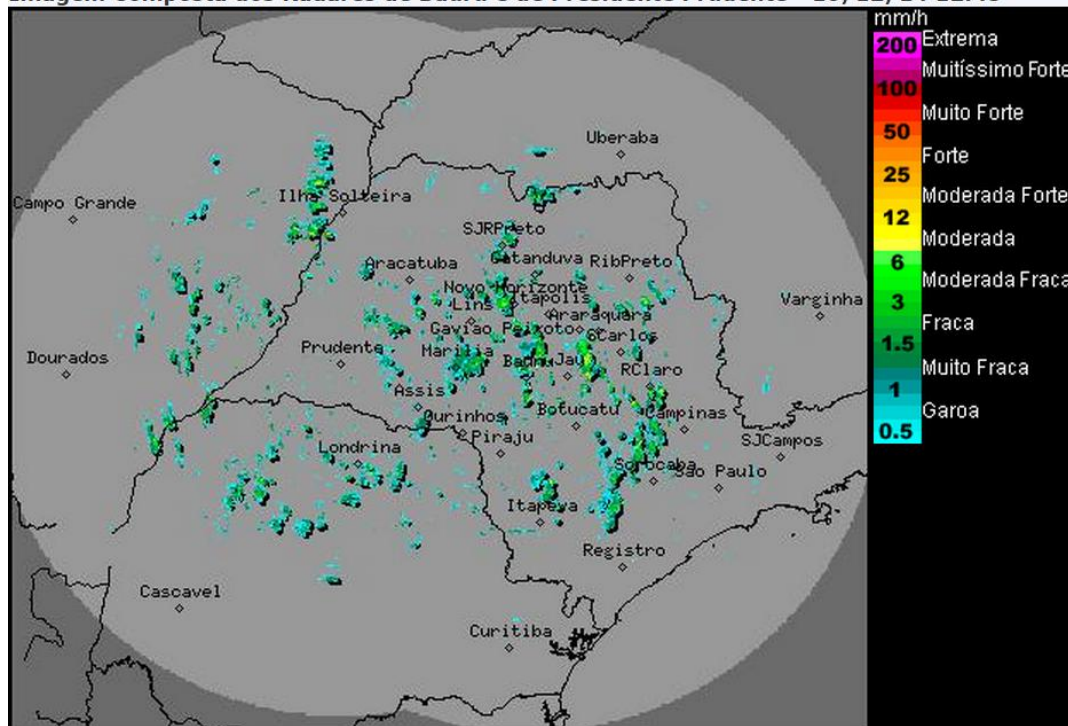 mm/h
200 Extrema
Muitíssimo Forte
100
Muito Forte
50
Forte
25
Moderada Forte
12
Moderada
6
Moderada Fraca
3
Fraca
1.5
Muito Fraca
1
Garoa
0.5
Uberaba
Campo Grande
Ilha Solteira
SJRPreto
Catanduva
Aracatuba
RibPreto
Novo Horizonte
Itapolis
Lins
Araraquara
Varginha
Gaviao Peixoto
SCarlos
Prudente
Marilia
Dourados
Bauru
Jau
RClaro
Assis
Botucatu
Campinas
Ourinhos
Piraju
SJCampos
Londrina
Sorocaba
Sao Paulo
Itapeva
Registro
Cascavel
Curitiba